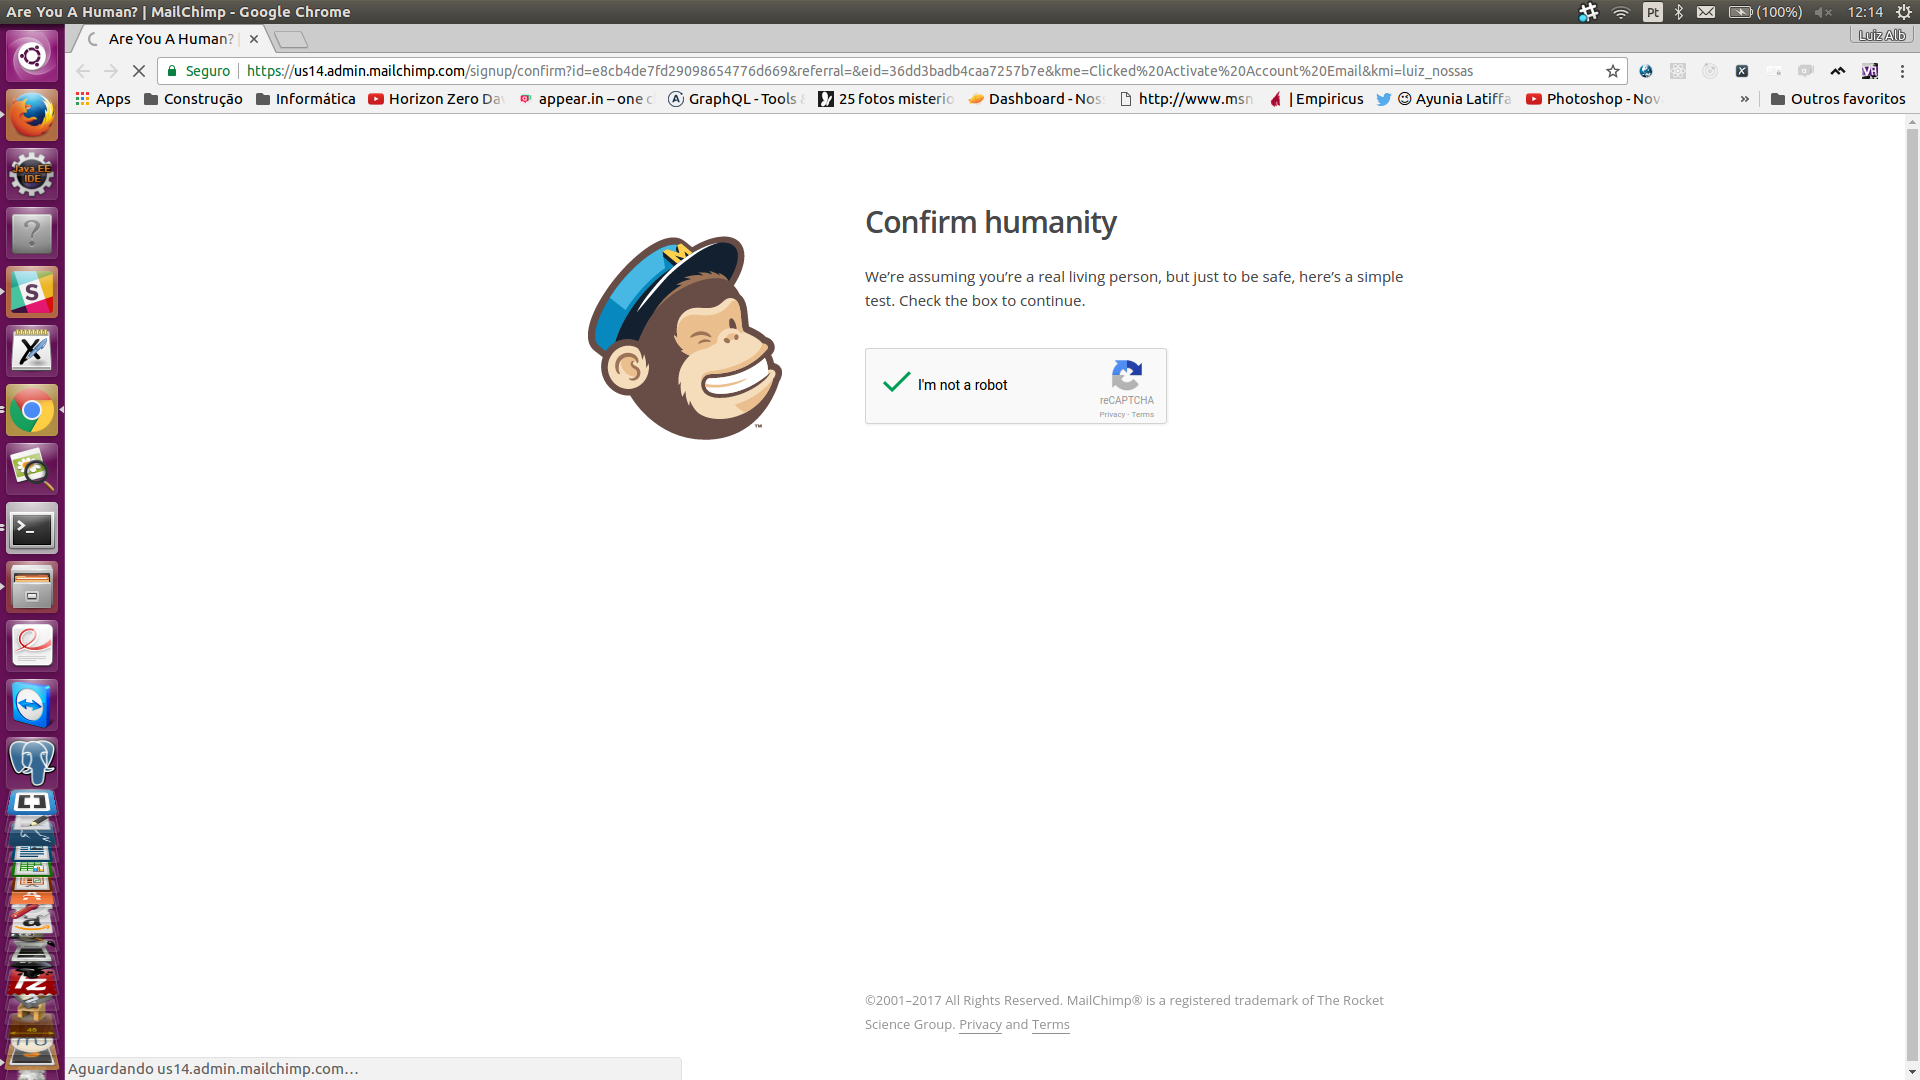 Are You A Human? | MailChimp - Google Chrome
Pt
(100%)
12:14
Are You A Human?
Luiz Alb
Seguro
https://us14.admin.mailchimp.com/signup/confirm?id=e8cb4de7fd29098654776d669&referral=&eid=36dd3badb4caa7257b7e&kme=Clicked%20Activate%20Account%20Email&kmi=luiz_nossas
Apps
Construção
Informática
Horizon Zero Da
appear.in – one
GraphQL - Tools
25 fotos misterio
Dashboard - Nos
http://www.msn
| Empiricus
Ayunia Latiffa
Photoshop - Nov
»
Outros favoritos
Java EE
IDE
S
M
Confirm humanity
We’re assuming you’re a real living person, but just to be safe, here’s a simple
test. Check the box to continue.
I'm not a robot
reCAPTCHA
Privacy - Terms
™
©2001–2017 All Rights Reserved. MailChimp® is a registered trademark of The Rocket
Science Group. Privacy and Terms
Aguardando us14.admin.mailchimp.com…